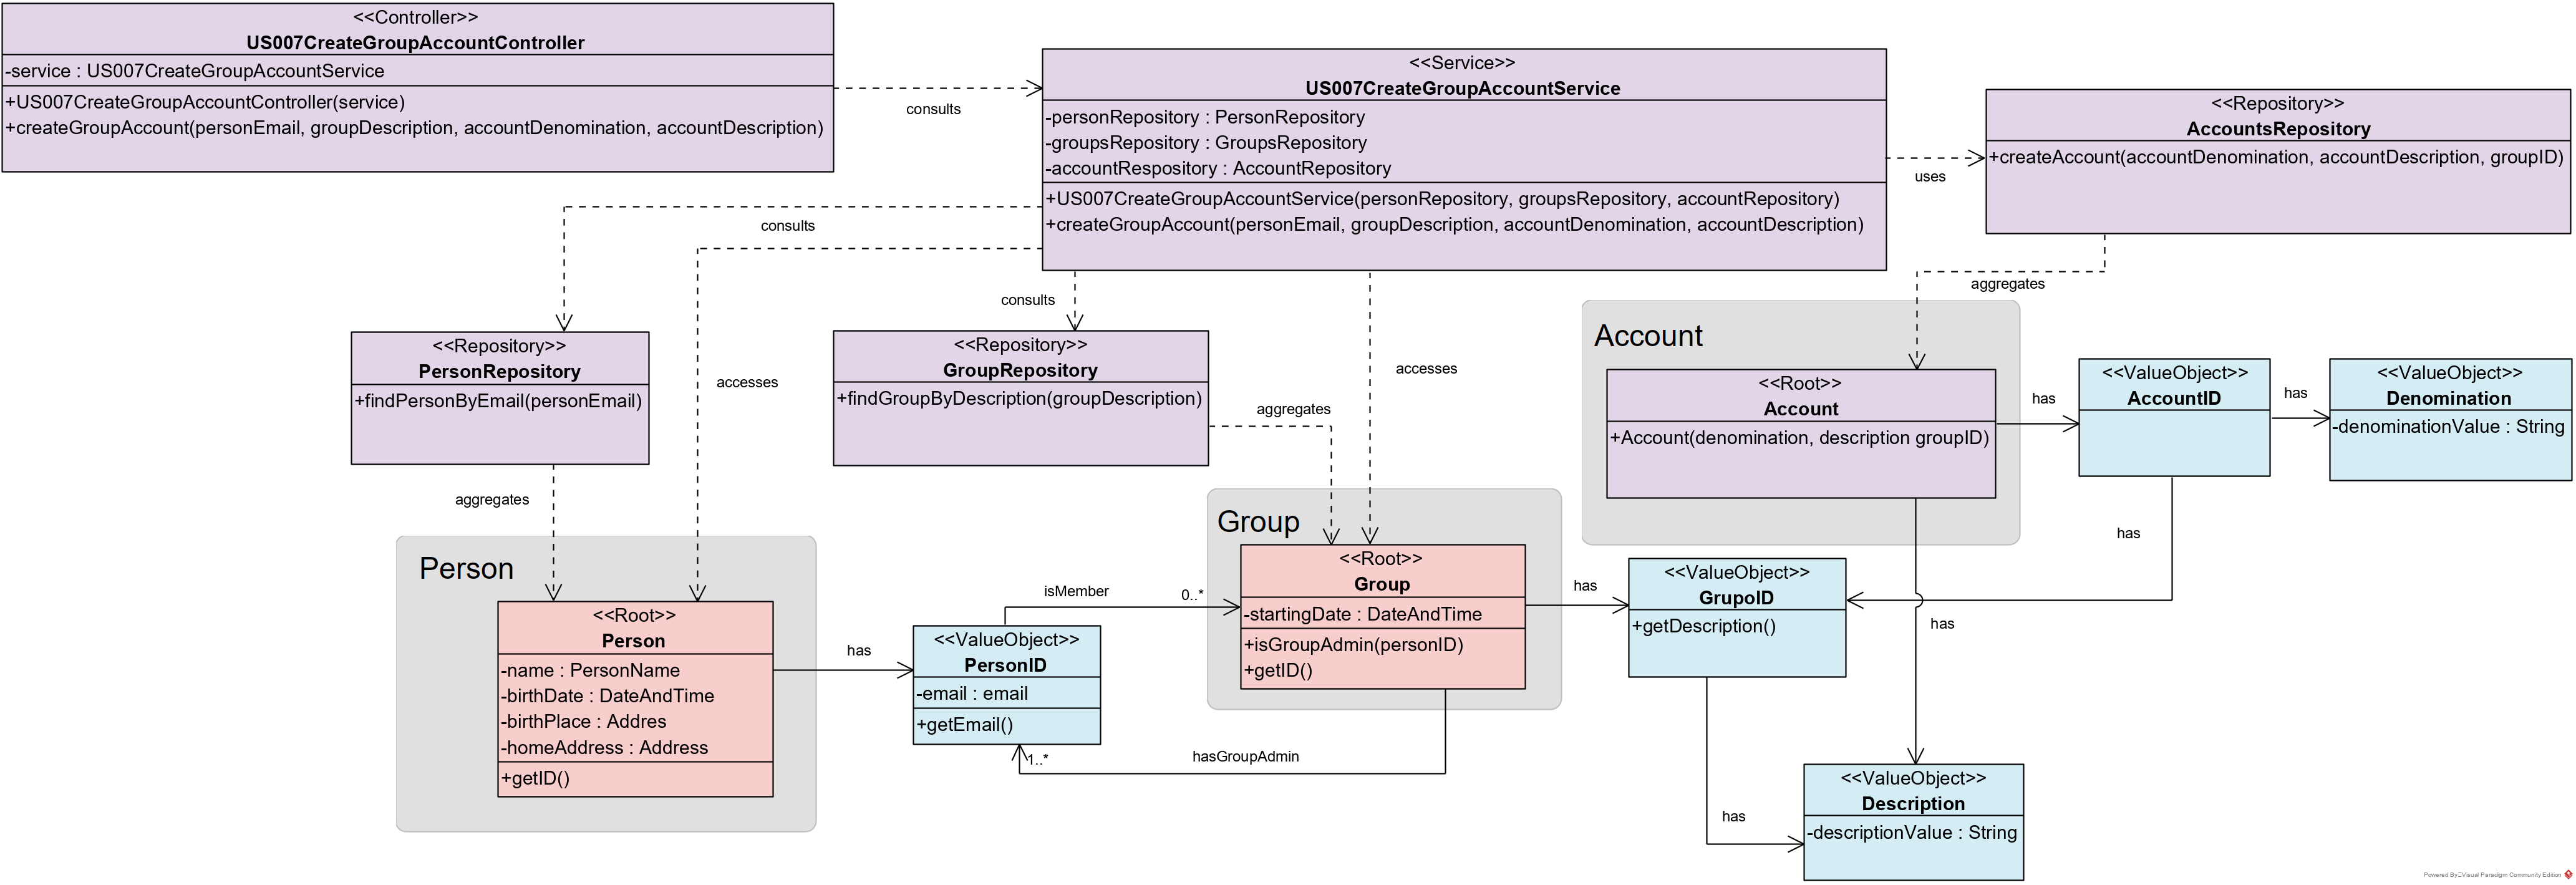 <<Controller>>
US007CreateGroupAccountController
-service : US007CreateGroupAccountService
+US007CreateGroupAccountController(service)
+createGroupAccount(personEmail, groupDescription, accountDenomination, accountDescription)
consults
<<Service>>
US007CreateGroupAccountService
-personRepository : PersonRepository
-groupsRepository : GroupsRepository
-accountRespository : AccountRepository
+US007CreateGroupAccountService(personRepository, groupsRepository, accountRepository)
+createGroupAccount(personEmail, groupDescription, accountDenomination, accountDescription)
uses
<<Repository>>
AccountsRepository
+createAccount(accountDenomination, accountDescription, groupID)
consults
consults
accesses
accesses
aggregates
<<Repository>>
PersonRepository
+findPersonByEmail(personEmail)
<<Repository>>
GroupRepository
+findGroupByDescription(groupDescription)
aggregates
aggregates
Account
<<Root>>
Account
+Account(denomination, description groupID)
has
<<ValueObject>>
AccountID
has
<<ValueObject>>
Denomination
-denominationValue : String
has
Person
<<Root>>
Person
-name : PersonName
-birthDate : DateAndTime
-birthPlace : Addres
-homeAddress : Address
+getID()
has
<<ValueObject>>
PersonID
-email : email
+getEmail()
isMember
0..*
Group
<<Root>>
Group
-startingDate : DateAndTime
+isGroupAdmin(personID)
+getID()
hasGroupAdmin
1..*
has
<<ValueObject>>
GrupoID
+getDescription()
has
has
<<ValueObject>>
Description
-descriptionValue : String
Powered By Visual Paradigm Community Edition